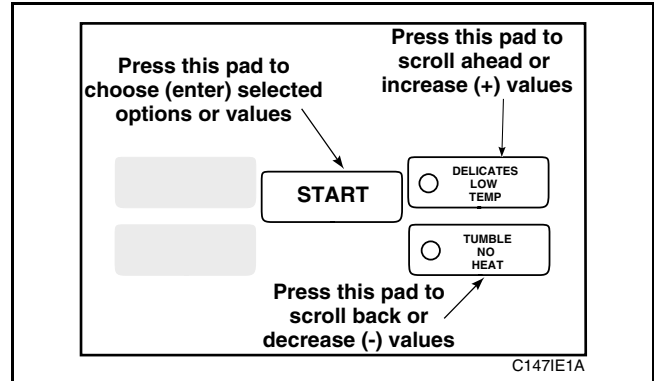 Press this pad to
choose (enter) selected
options or values
Press this pad to
scroll ahead or
increase (+) values
START
DELICATES
LOW
TEMP
TUMBLE
NO
HEAT
Press this pad to
scroll back or
decrease (-) values
C147IE1A